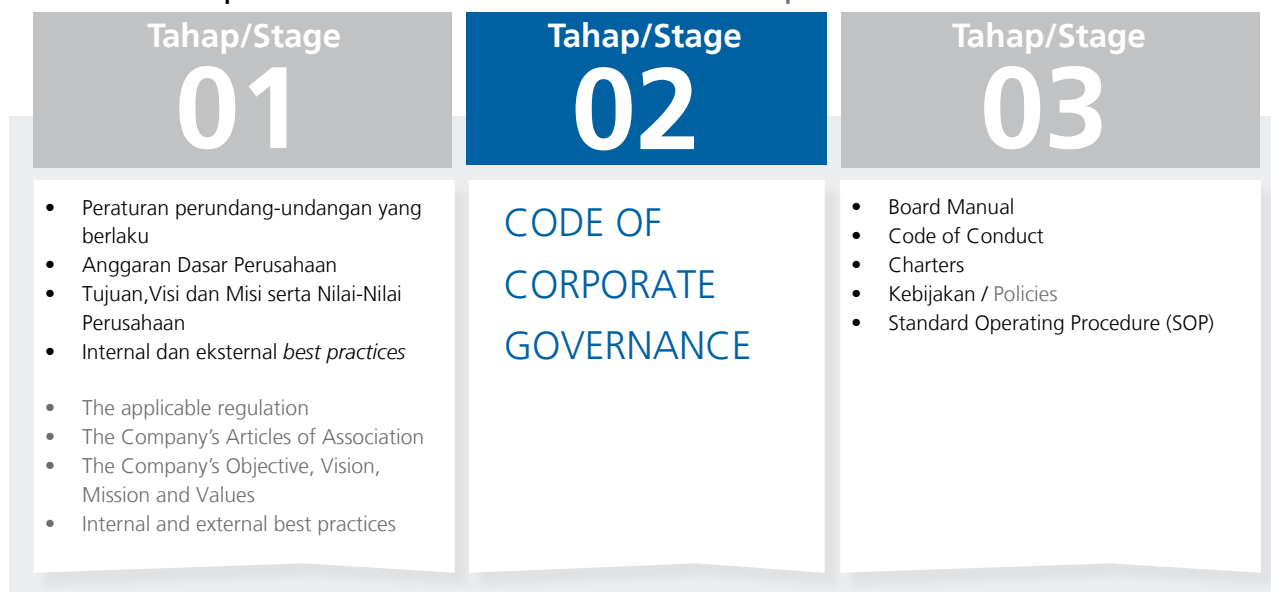 Tahap/Stage
01
• Peraturan perundang-undangan yang
berlaku
• Anggaran Dasar Perusahaan
• Tujuan,Visi dan Misi serta Nilai-Nilai
Perusahaan
• Internal dan eksternal best practices
• The applicable regulation
• The Company’s Articles of Association
• The Company’s Objective, Vision,
Mission and Values
• Internal and external best practices
Tahap/Stage
02
CODE OF
CORPORATE
GOVERNANCE
Tahap/Stage
03
• Board Manual
• Code of Conduct
• Charters
• Kebijakan / Policies
• Standard Operating Procedure (SOP)